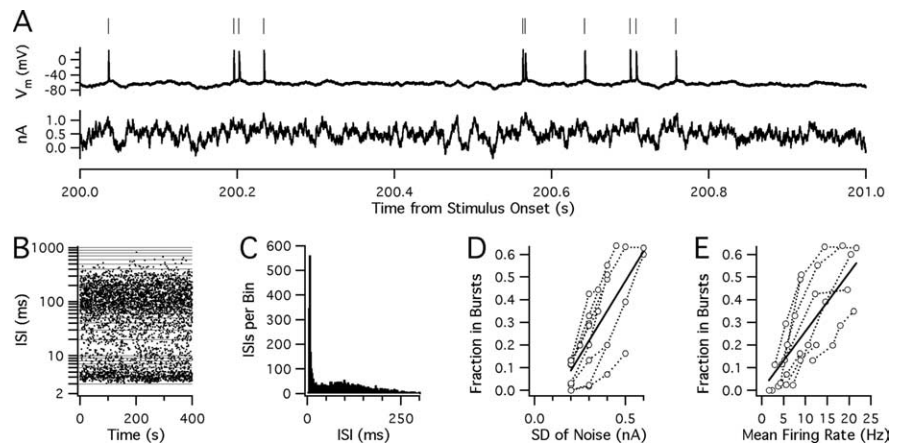 A
Vm (mV)
0
-40
-80
nA
1.0
0.5
0.0
200.0 200.2 200.4 200.6 200.8 201.0
Time from Stimulus Onset (s)
B
ISI (ms)
1000
100
10
2
0 200 400
Time (s)
C
ISIs per Bin
600
500
400
300
200
100
0
0 250
ISI (ms)
D
Fraction in Bursts
0.6
0.5
0.4
0.3
0.2
0.1
0.0
0.0 0.5
SD of Noise (nA)
E
Fraction in Bursts
0.6
0.5
0.4
0.3
0.2
0.1
0.0
0 5 10 15 20 25
Mean Firing Rate (Hz)